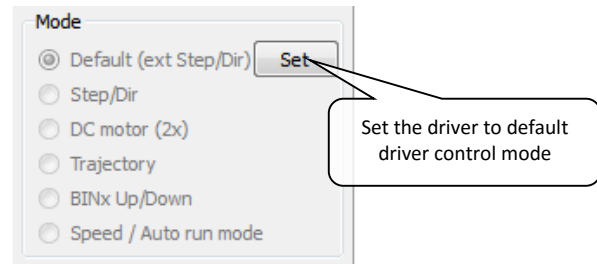 Mode
Default (ext Step/Dir) Set
Step/Dir
DC motor (2x)
Trajectory
BINx Up/Down
Speed / Auto run mode
Set the driver to default
driver control mode